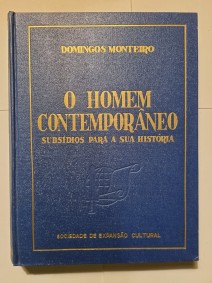 DOMINGOS MONTEIRO
O HOMEM
CONTEMPORÂNEO
SUBSÍDIOS PARA A SUA HISTÓRIA
SOCIEDADE DE EXPANSÃO CULTURAL